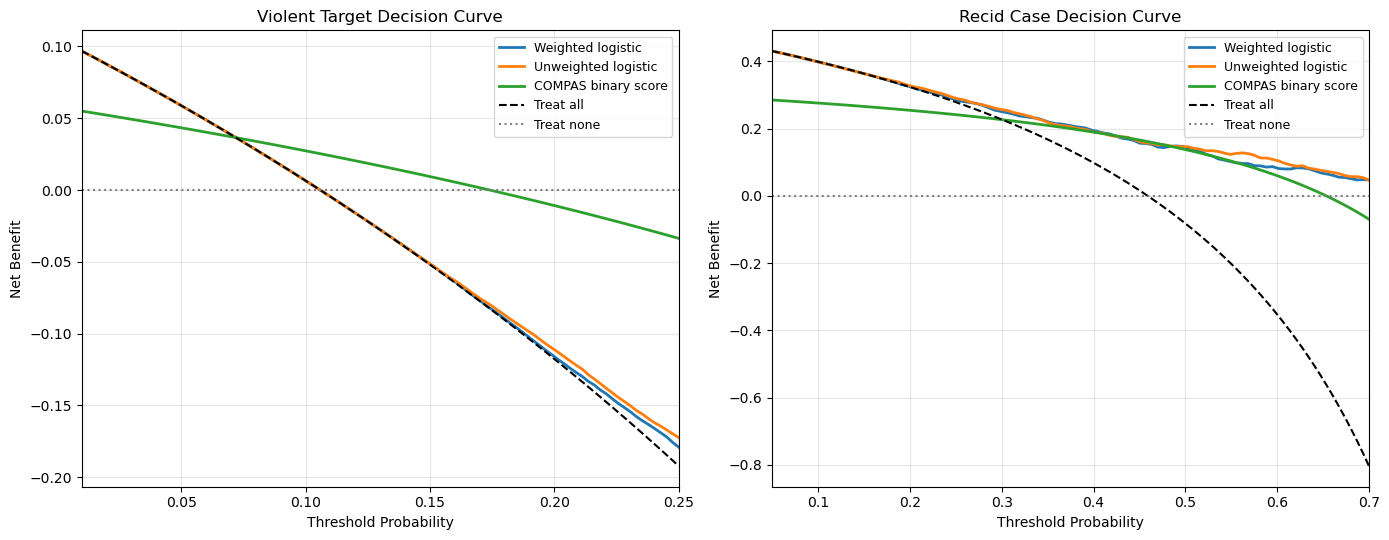 Violent Target Decision Curve
Net Benefit
0.10
0.05
0.00
−0.05
−0.10
−0.15
−0.20
0.05
0.10
0.15
0.20
0.25
Threshold Probability
Weighted logistic
Unweighted logistic
COMPAS binary score
Treat all
Treat none
Recid Case Decision Curve
Net Benefit
0.4
0.2
0.0
−0.2
−0.4
−0.6
−0.8
0.1
0.2
0.3
0.4
0.5
0.6
0.7
Threshold Probability
Weighted logistic
Unweighted logistic
COMPAS binary score
Treat all
Treat none